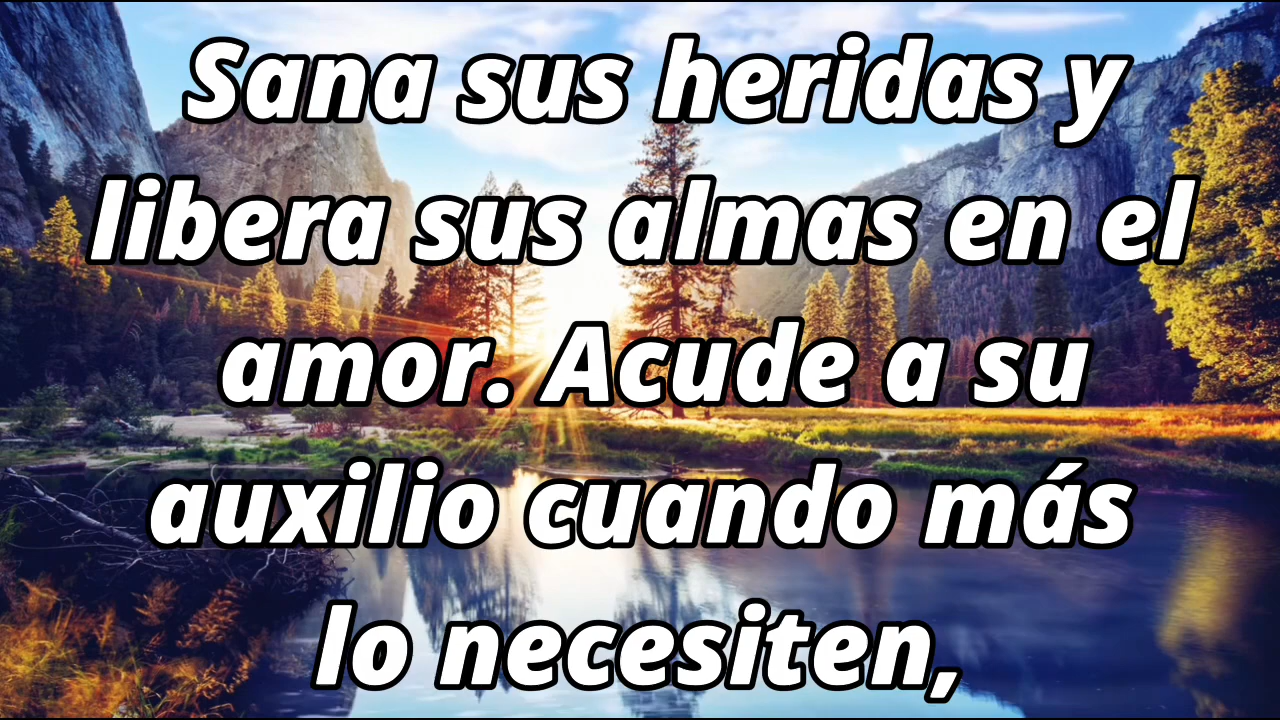 Sana sus heridas y
libera sus almas en el
amor. Acude a su
auxilio cuando más
lo necesiten,